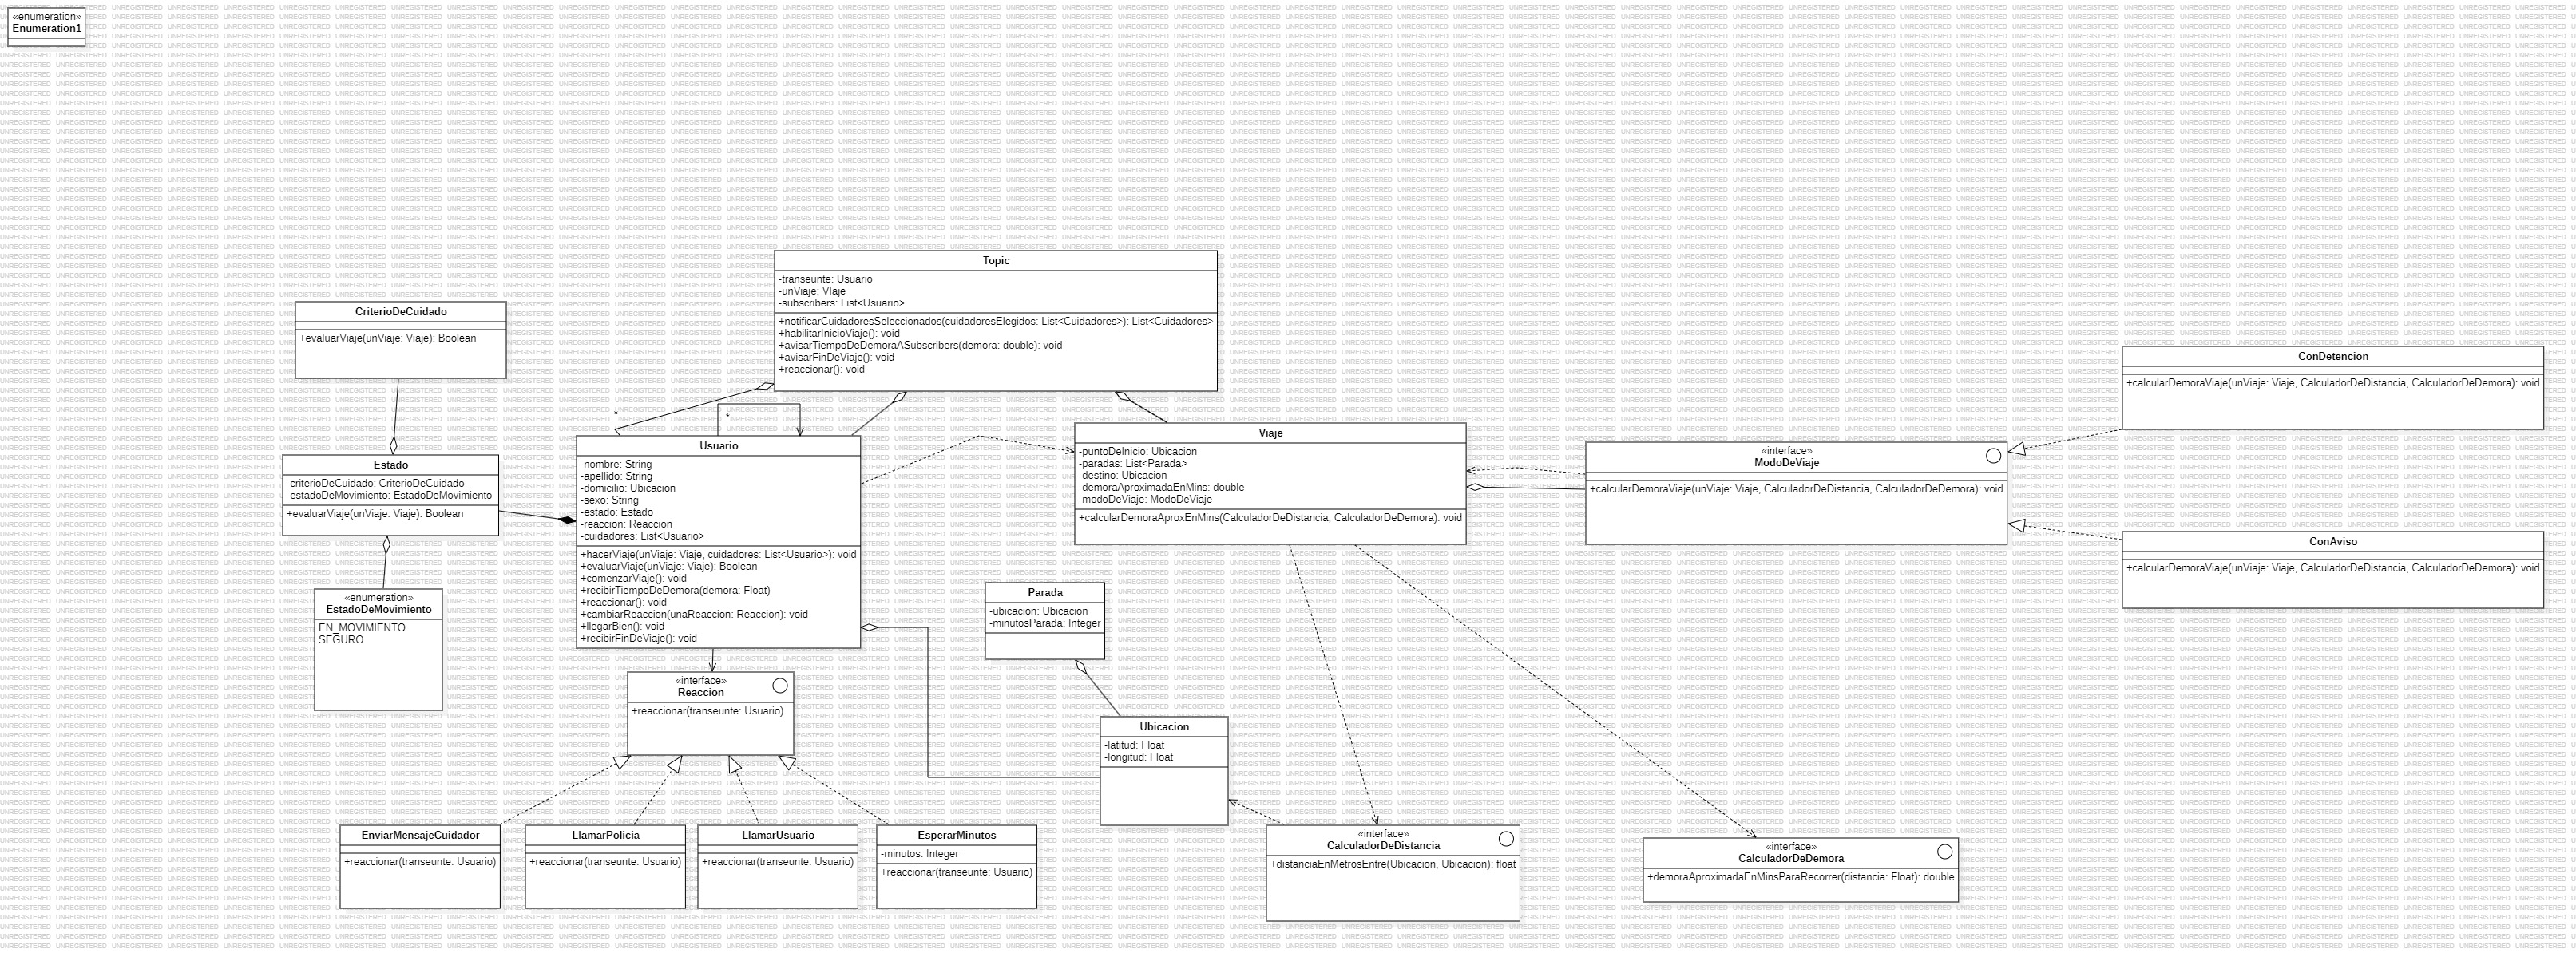 «enumeration»
Enumeration1
Topic
-transeunte: Usuario
-unViaje: VIaje
-subscribers: List<Usuario>
+notificarCuidadoresSeleccionados(cuidadoresElegidos: List<Cuidadores>): List<Cuidadores>
+habilitarInicioViaje(): void
+avisarTiempoDeDemoraASubscribers(demora: double): void
+avisarFinDeViaje(): void
+reaccionar(): void
CriterioDeCuidado
+evaluarViaje(unViaje: Viaje): Boolean
ConDetencion
+calcularDemoraViaje(unViaje: Viaje, CalculadorDeDistancia, CalculadorDeDemora): void
*
*
Estado
-criterioDeCuidado: CriterioDeCuidado
-estadoDeMovimiento: EstadoDeMovimiento
+evaluarViaje(unViaje: Viaje): Boolean
Usuario
-nombre: String
-apellido: String
-domicilio: Ubicacion
-sexo: String
-estado: Estado
-reaccion: Reaccion
-cuidadores: List<Usuario>
+hacerViaje(unViaje: Viaje, cuidadores: List<Usuario>): void
+evaluarViaje(unViaje: Viaje): Boolean
+comenzarViaje(): void
+recibirTiempoDeDemora(demora: Float)
+reaccionar(): void
+cambiarReaccion(unaReaccion: Reaccion): void
+llegarBien(): void
+recibirFinDeViaje(): void
Viaje
-puntoDeInicio: Ubicacion
-paradas: List<Parada>
-destino: Ubicacion
-demoraAproximadaEnMins: double
-modoDeViaje: ModoDeViaje
+calcularDemoraAproxEnMins(CalculadorDeDistancia, CalculadorDeDemora): void
«interface»
ModoDeViaje
+calcularDemoraViaje(unViaje: Viaje, CalculadorDeDistancia, CalculadorDeDemora): void
ConAviso
+calcularDemoraViaje(unViaje: Viaje, CalculadorDeDistancia, CalculadorDeDemora): void
«enumeration»
EstadoDeMovimiento
EN_MOVIMIENTO
SEGURO
Parada
-ubicacion: Ubicacion
-minutosParada: Integer
«interface»
Reaccion
+reaccionar(transeunte: Usuario)
Ubicacion
-latitud: Float
-longitud: Float
EnviarMensajeCuidador
+reaccionar(transeunte: Usuario)
LlamarPolicia
+reaccionar(transeunte: Usuario)
LlamarUsuario
+reaccionar(transeunte: Usuario)
EsperarMinutos
-minutos: Integer
+reaccionar(transeunte: Usuario)
«interface»
CalculadorDeDistancia
+distanciaEnMetrosEntre(Ubicacion, Ubicacion): float
«interface»
CalculadorDeDemora
+demoraAproximadaEnMinsParaRecorrer(distancia: Float): double
UNREGISTERED